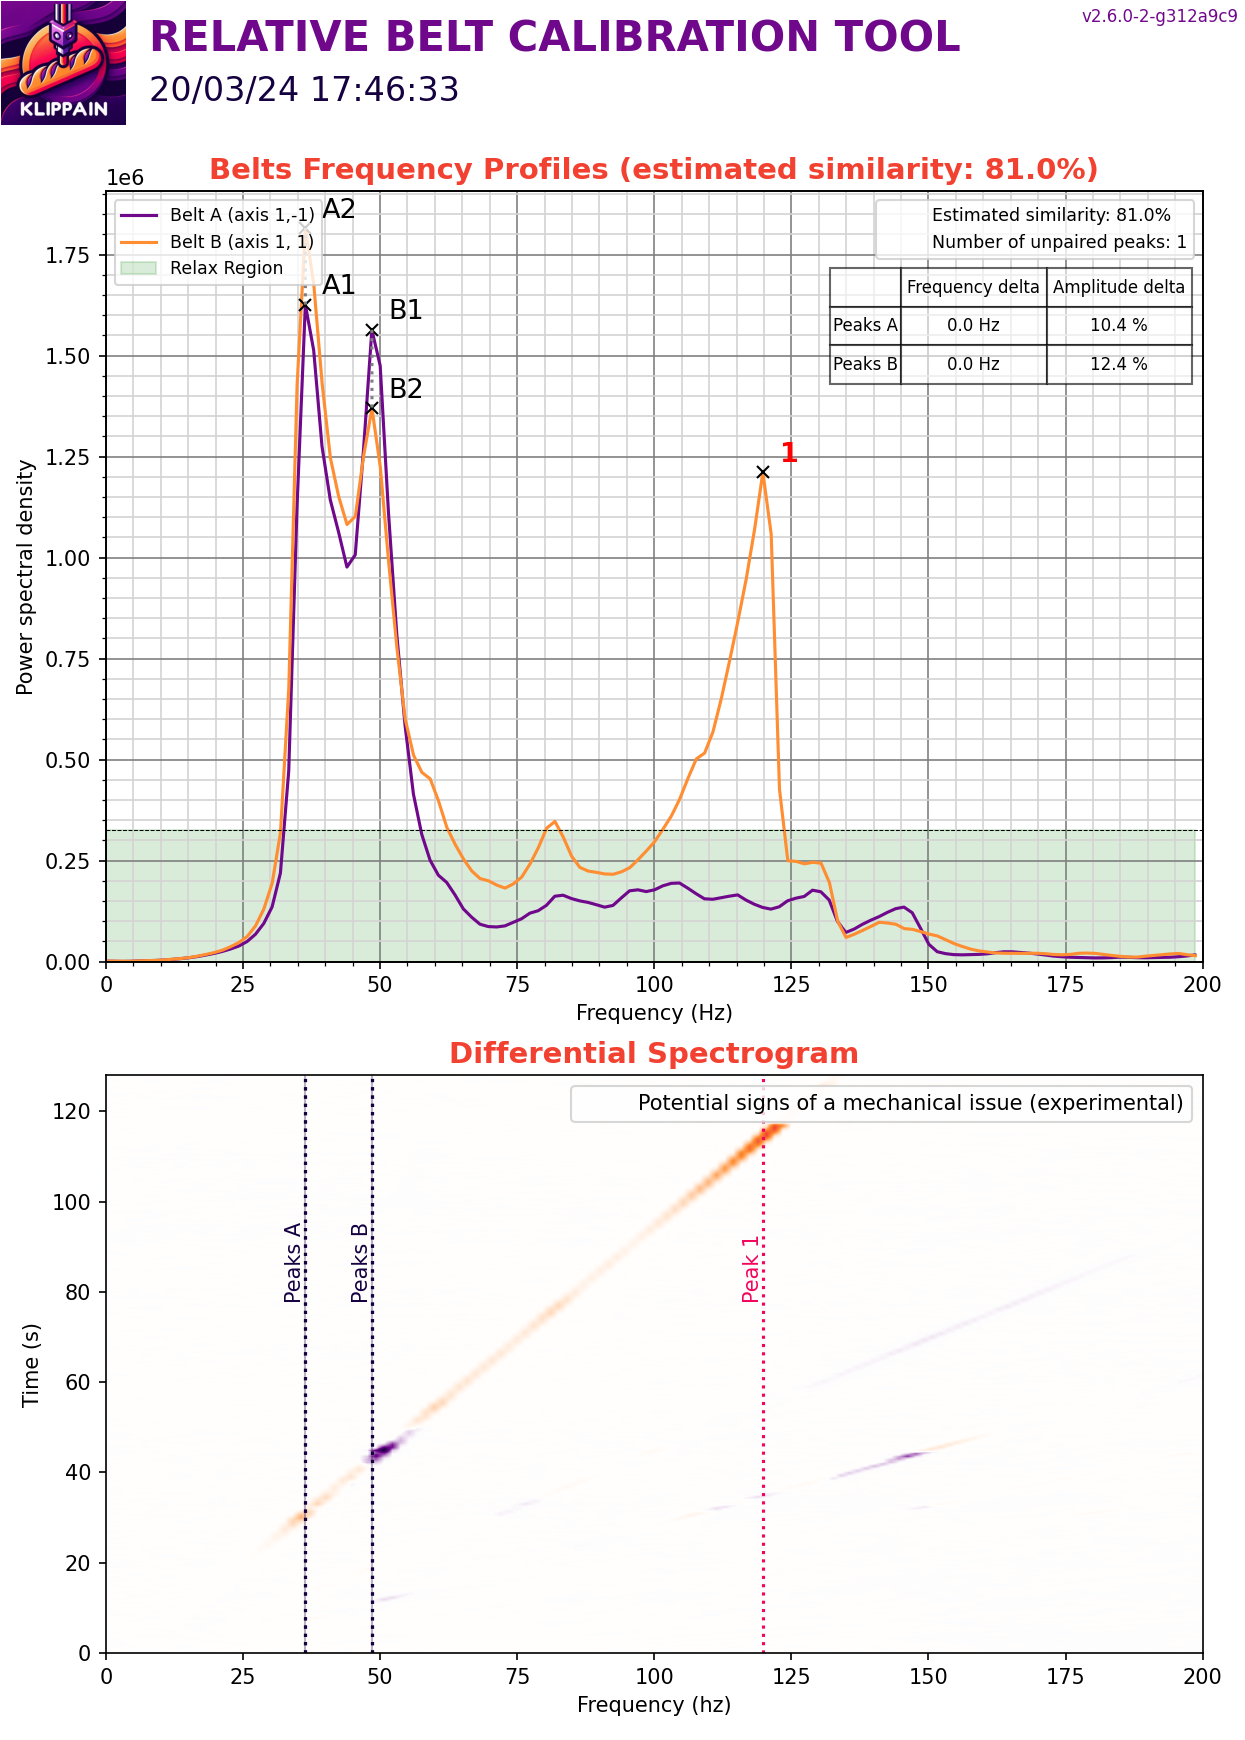 v2.6.0-2-g312a9c9
RELATIVE BELT CALIBRATION TOOL
20/03/24 17:46:33
KLIPPAIN
Belts Frequency Profiles (estimated similarity: 81.0%)
1e6
Belt A (axis 1,-1)
Belt B (axis 1, 1)
Relax Region
A2
A1
B1
B2
1
Estimated similarity: 81.0%
Number of unpaired peaks: 1
Frequency delta Amplitude delta
Peaks A 0.0 Hz 10.4 %
Peaks B 0.0 Hz 12.4 %
Power spectral density
1.75
1.50
1.25
1.00
0.75
0.50
0.25
0.00
0 25 50 75 100 125 150 175 200
Frequency (Hz)
Differential Spectrogram
Potential signs of a mechanical issue (experimental)
Peaks A
Peaks B
Peak 1
Time (s)
120
100
80
60
40
20
0
0 25 50 75 100 125 150 175 200
Frequency (hz)